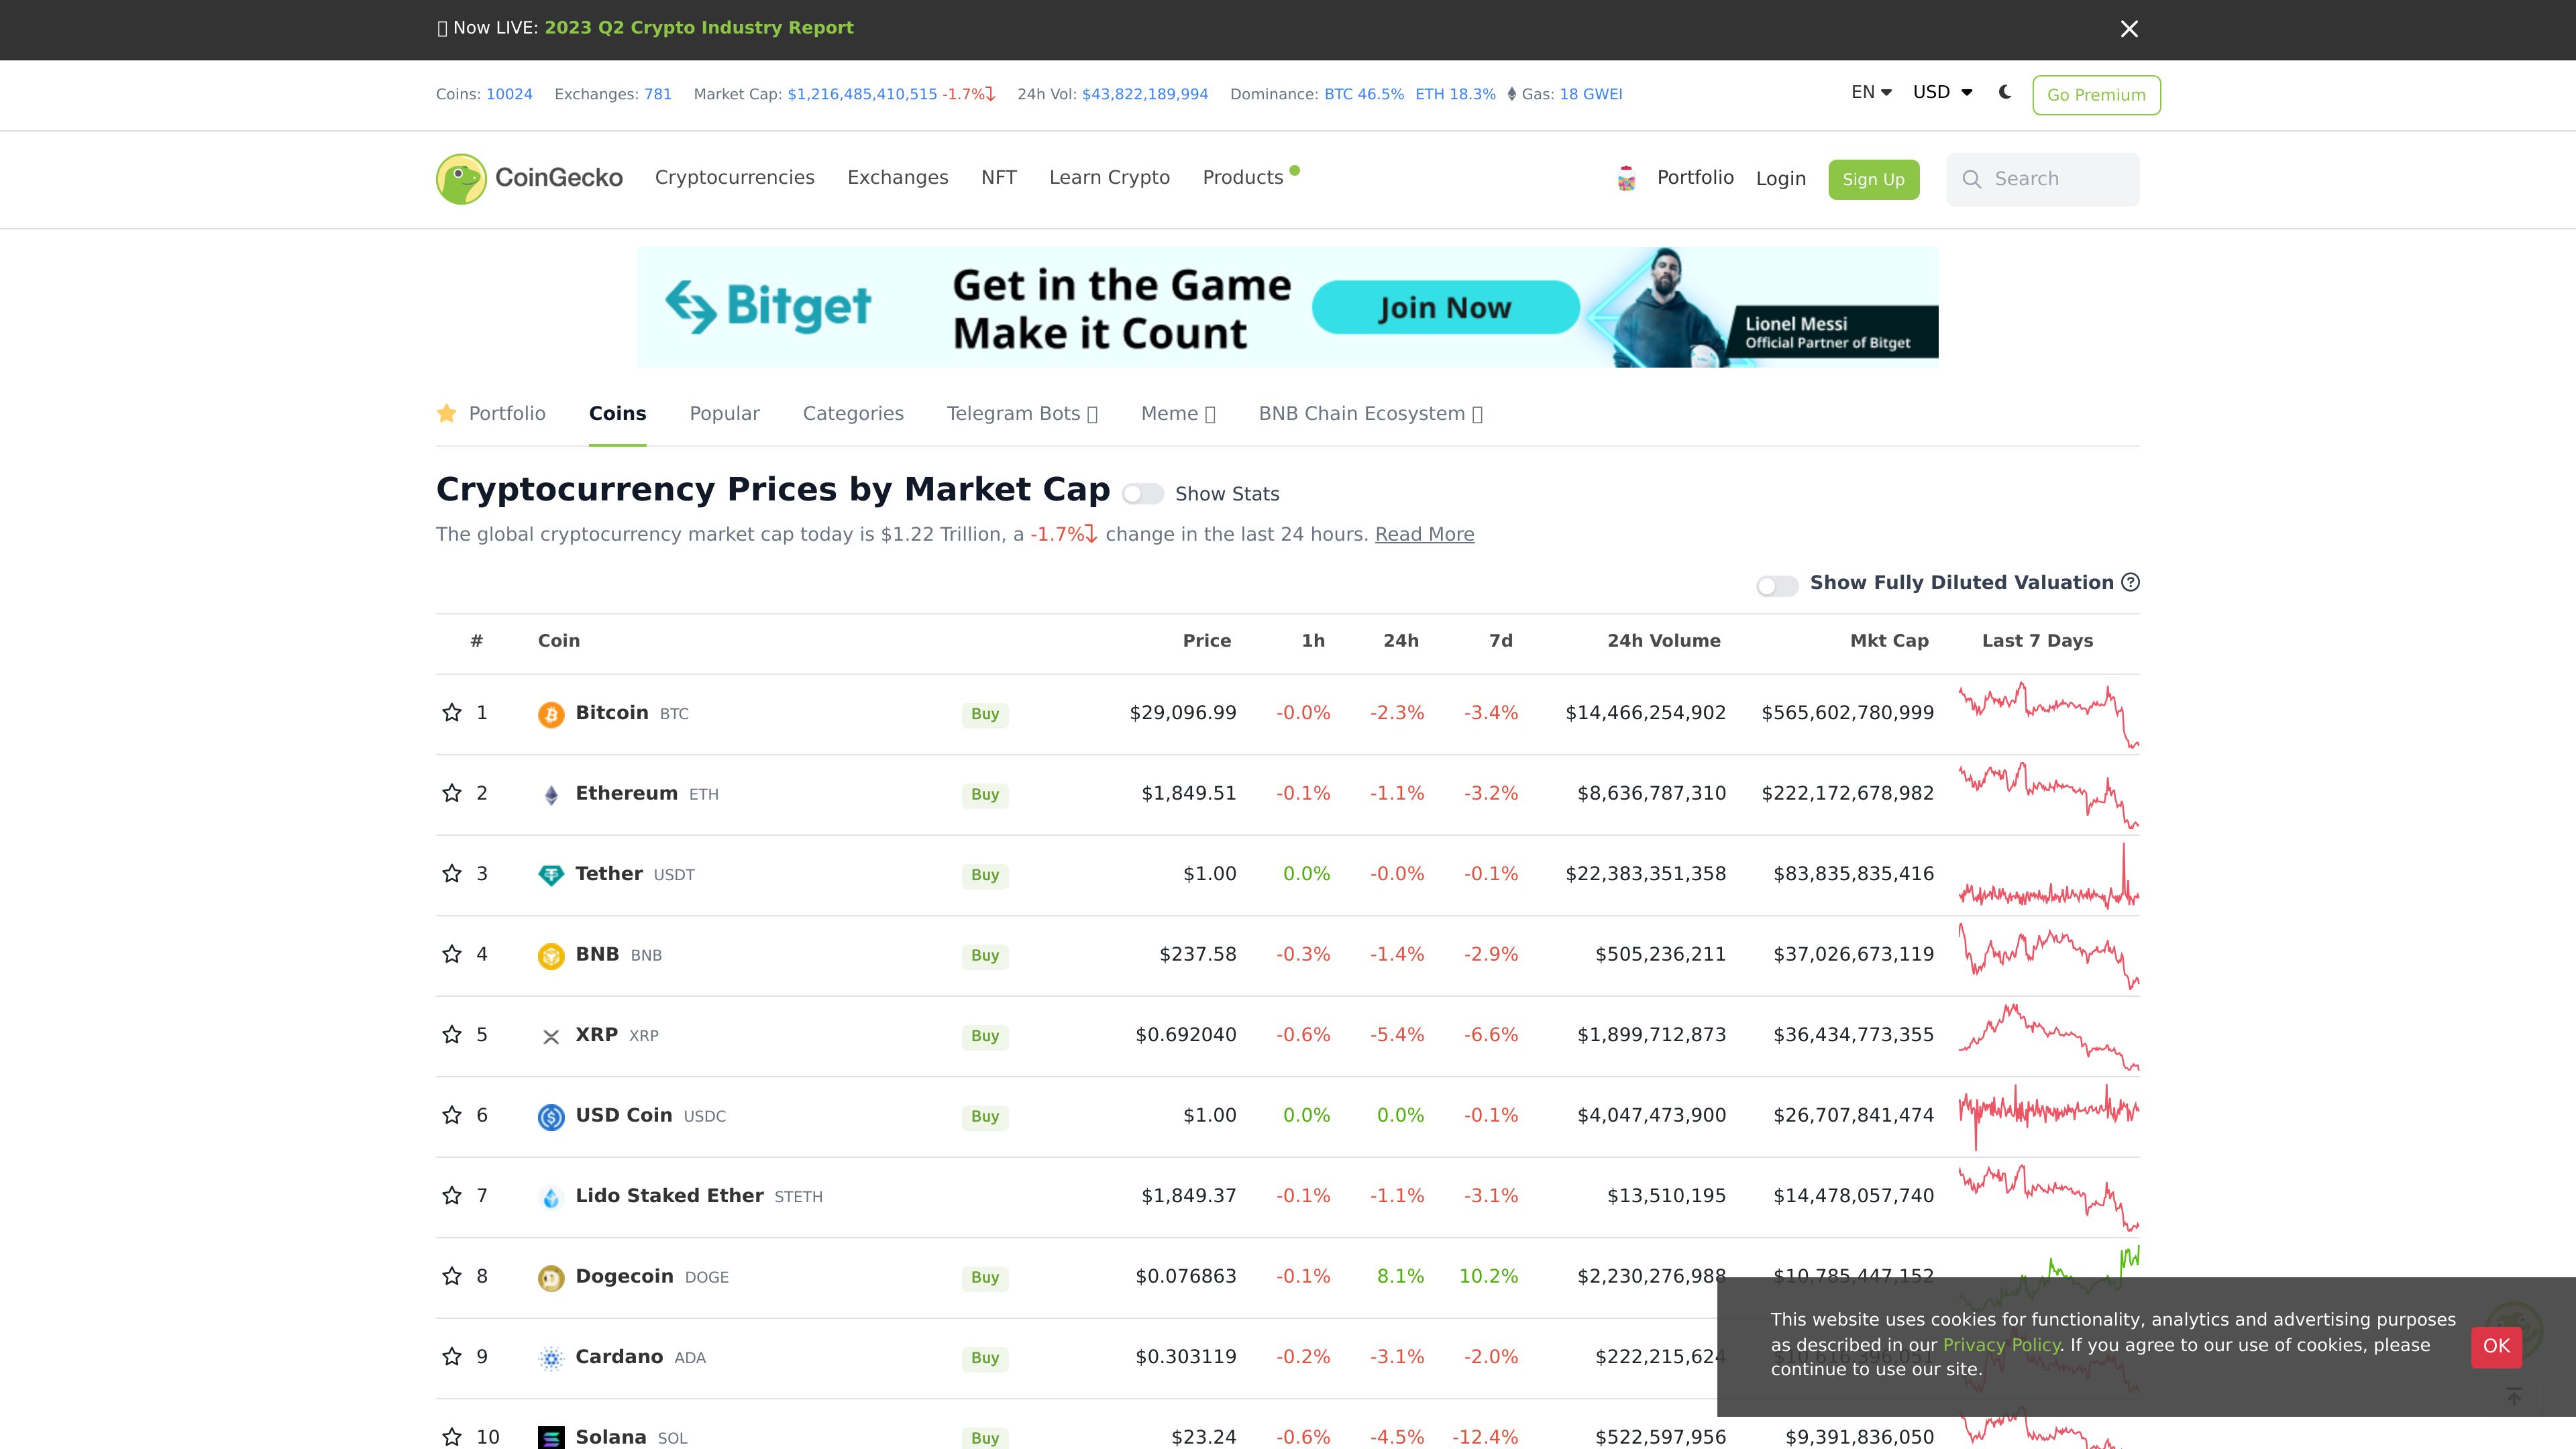 Now LIVE: 2023 Q2 Crypto Industry Report
Coins: 10024 Exchanges: 781 Market Cap: $1,216,485,410,515 -1.7% 24h Vol: $43,822,189,994 Dominance: BTC 46.5% ETH 18.3% Gas: 18 GWEI EN USD Go Premium
CoinGecko Cryptocurrencies Exchanges NFT Learn Crypto Products Portfolio Login Sign Up Search
Bitget Get in the Game Make it Count Join Now
Lionel Messi
Official Partner of Bitget
Portfolio Coins Popular Categories Telegram Bots Meme BNB Chain Ecosystem
Cryptocurrency Prices by Market Cap Show Stats
The global cryptocurrency market cap today is $1.22 Trillion, a -1.7% change in the last 24 hours. Read More
Show Fully Diluted Valuation ?
# Coin Price 1h 24h 7d 24h Volume Mkt Cap Last 7 Days
1 Bitcoin BTC Buy $29,096.99 -0.0% -2.3% -3.4% $14,466,254,902 $565,602,780,999
2 Ethereum ETH Buy $1,849.51 -0.1% -1.1% -3.2% $8,636,787,310 $222,172,678,982
3 Tether USDT Buy $1.00 0.0% -0.0% -0.1% $22,383,351,358 $83,835,835,416
4 BNB BNB Buy $237.58 -0.3% -1.4% -2.9% $505,236,211 $37,026,673,119
5 XRP XRP Buy $0.692040 -0.6% -5.4% -6.6% $1,899,712,873 $36,434,773,355
6 USD Coin USDC Buy $1.00 0.0% 0.0% -0.1% $4,047,473,900 $26,707,841,474
7 Lido Staked Ether STETH $1,849.37 -0.1% -1.1% -3.1% $13,510,195 $14,478,057,740
8 Dogecoin DOGE Buy $0.076863 -0.1% 8.1% 10.2% $2,230,276,988 $10,785,447,152
9 Cardano ADA Buy $0.303119 -0.2% -3.1% -2.0% $222,215,624
10 Solana SOL Buy $23.24 -0.6% -4.5% -12.4% $522,597,956 $9,391,836,050
This website uses cookies for functionality, analytics and advertising purposes
as described in our Privacy Policy. If you agree to our use of cookies, please
continue to use our site.
OK